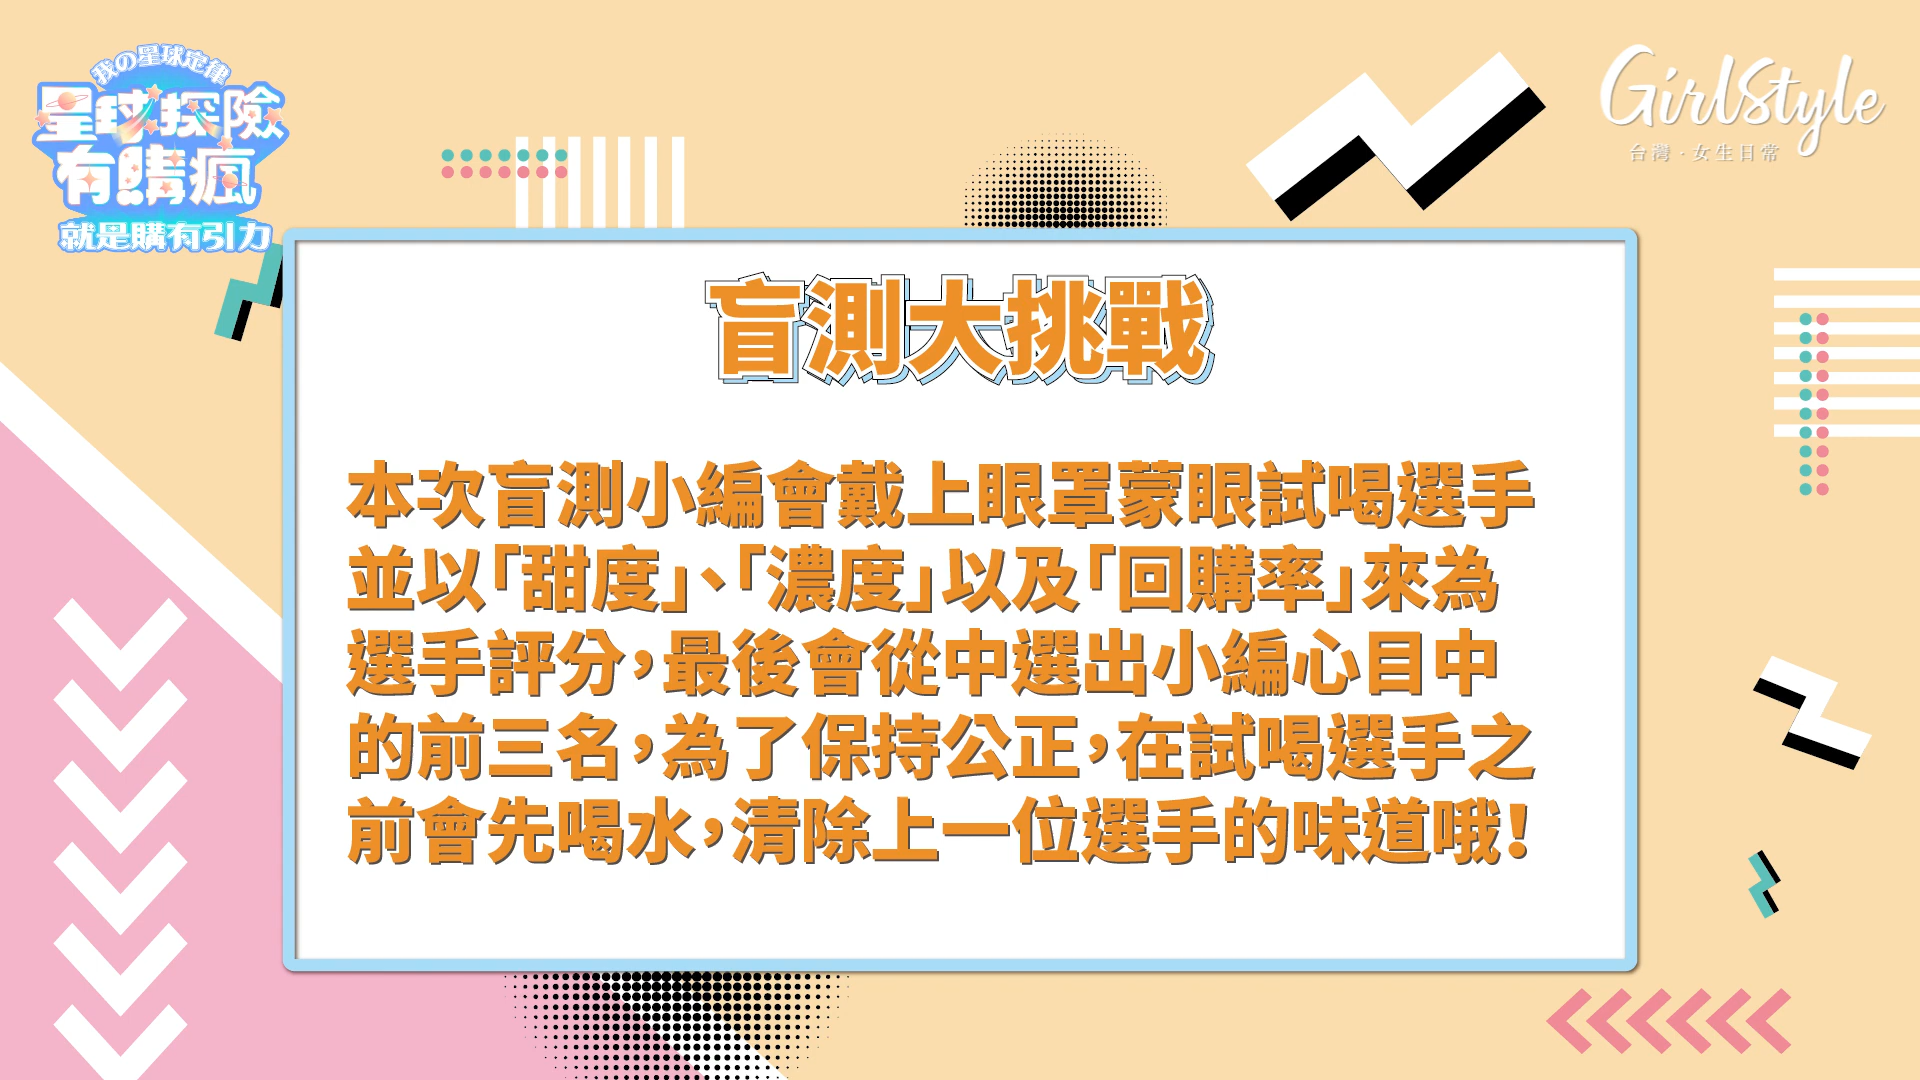 我の星球定律
星球探險
有購瘋
就是購有引力
GirlStyle
台灣·女生日常
盲測大挑戰
本次盲測小編會戴上眼罩蒙眼試喝選手
並以「甜度」、「濃度」以及「回購率」來為
選手評分，最後會從中選出小編心目中
的前三名，為了保持公正，在試喝選手之
前會先喝水，清除上一位選手的味道哦！